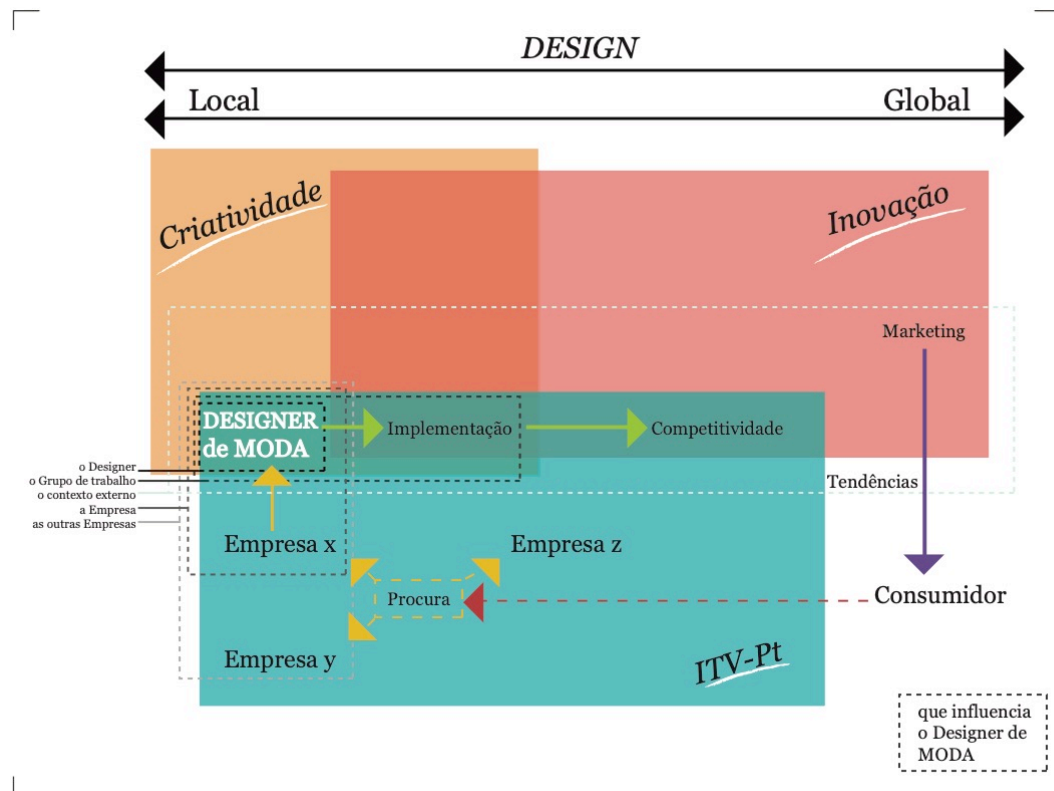 DESIGN
Local
Global
Criatividade
Inovação
Marketing
DESIGNER
de MODA
Implementação
Competitividade
o Designer
o Grupo de trabalho
o contexto externo
a Empresa
as outras Empresas
Tendências
Empresa x
Empresa z
Procura
Consumidor
Empresa y
ITV-Pt
que influencia
o Designer de
MODA